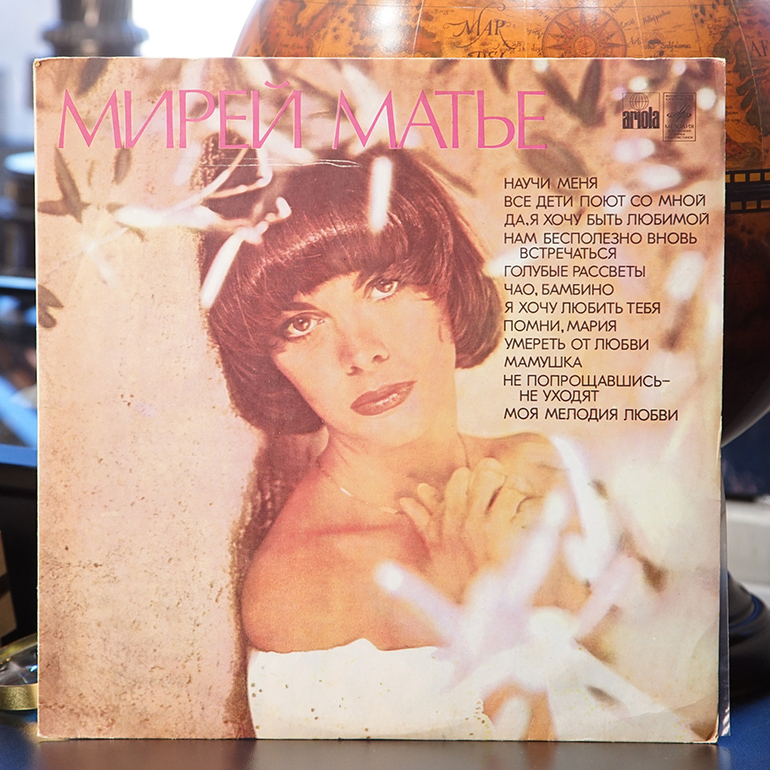 МИРЕЙ МАТЬЕ
ariola
НАУЧИ МЕНЯ
ВСЕ ДЕТИ ПОЮТ СО МНОЙ
ДА, Я ХОЧУ БЫТЬ ЛЮБИМОЙ
НАМ БЕСПОЛЕЗНО ВНОВЬ
ВСТРЕЧАТЬСЯ
ГОЛУБЫЕ РАССВЕТЫ
ЧАО, БАМБИНО
Я ХОЧУ ЛЮБИТЬ ТЕБЯ
ПОМНИ, МАРИЯ
УМЕРЕТЬ ОТ ЛЮБВИ
МАМУШКА
НЕ ПОПРОЩАВШИСЬ–
НЕ УХОДЯТ
МОЯ МЕЛОДИЯ ЛЮБВИ